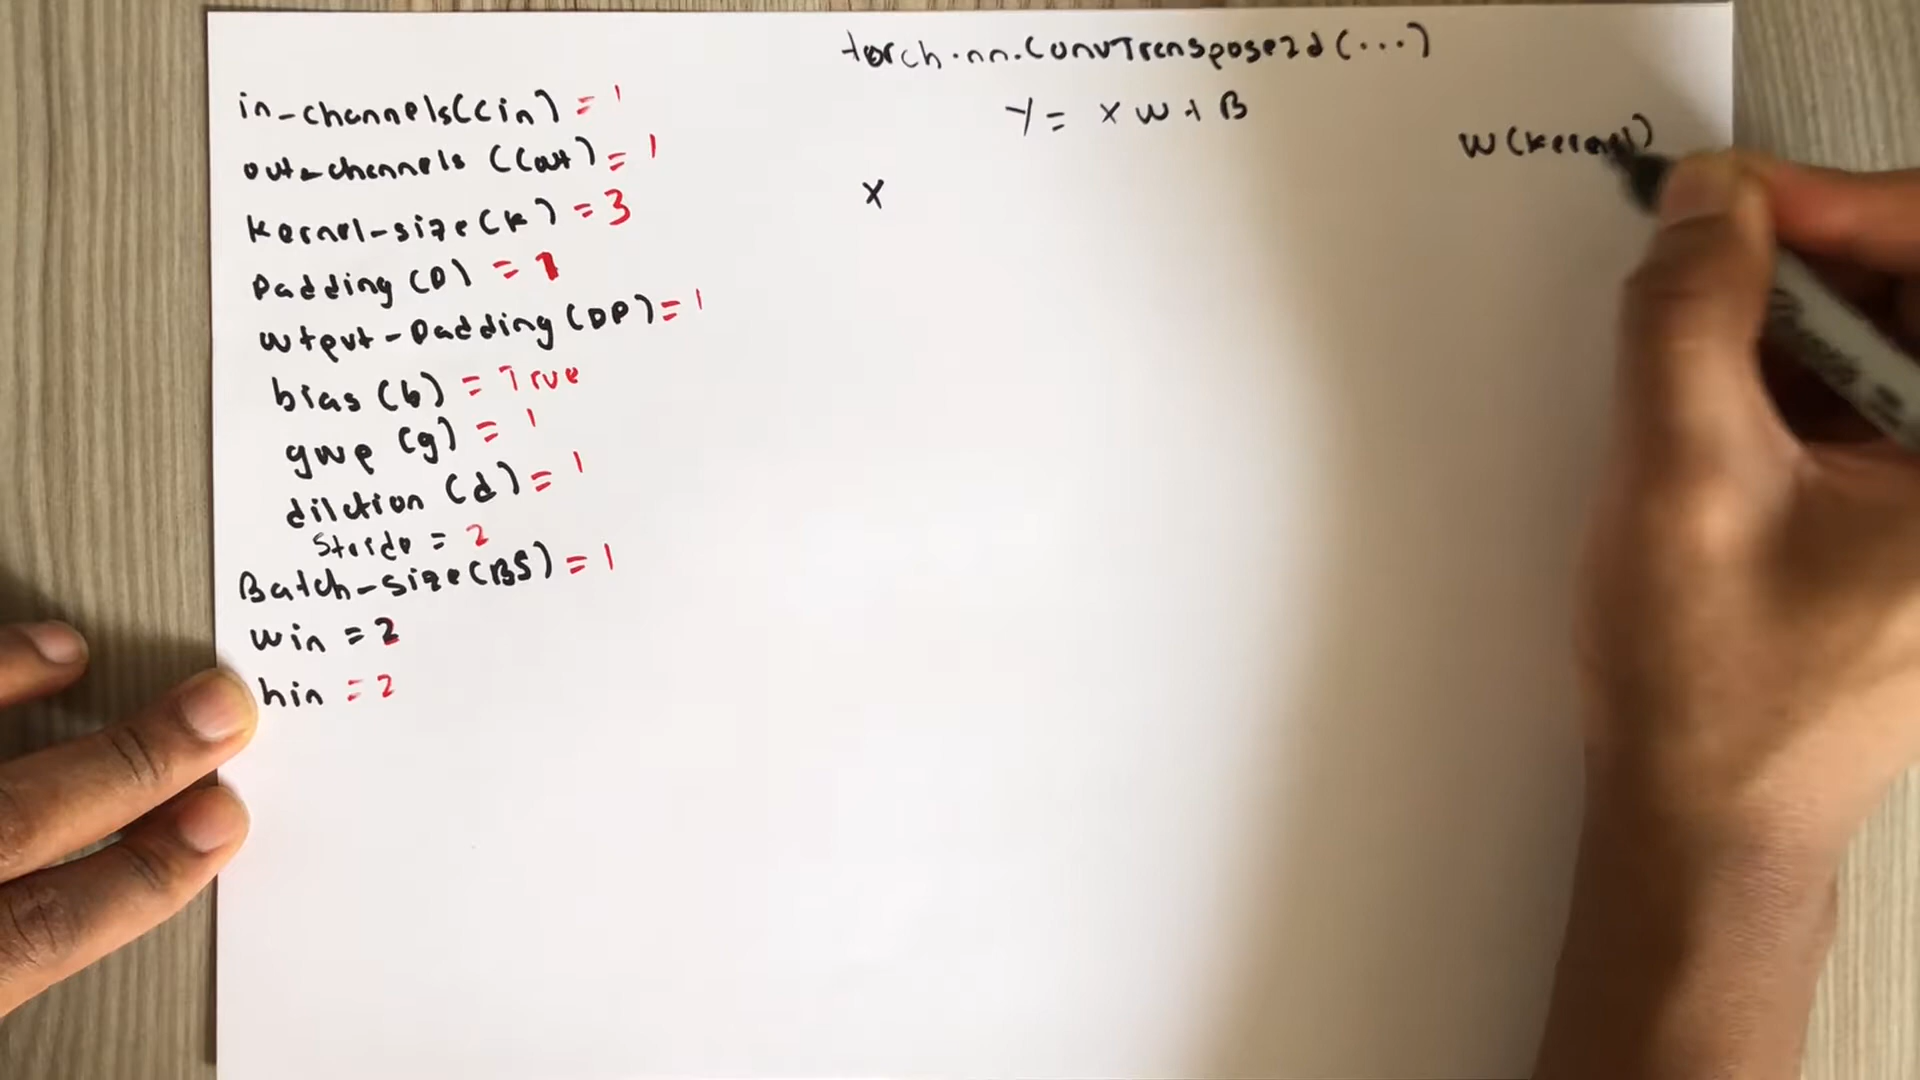 torch.nn.ConvTranspose2d(...)
in-channels(Cin) = 1
Y = X W + B
out-channels (Cout) = 1
W (kernel)
X
kernel-size(k) = 3
Padding (P) = 1
output-Padding (OP) = 1
bias (b) = True
group (g) = 1
dilation (d) = 1
Stride = 2
Batch-size(BS) = 1
win = 2
hin = 2